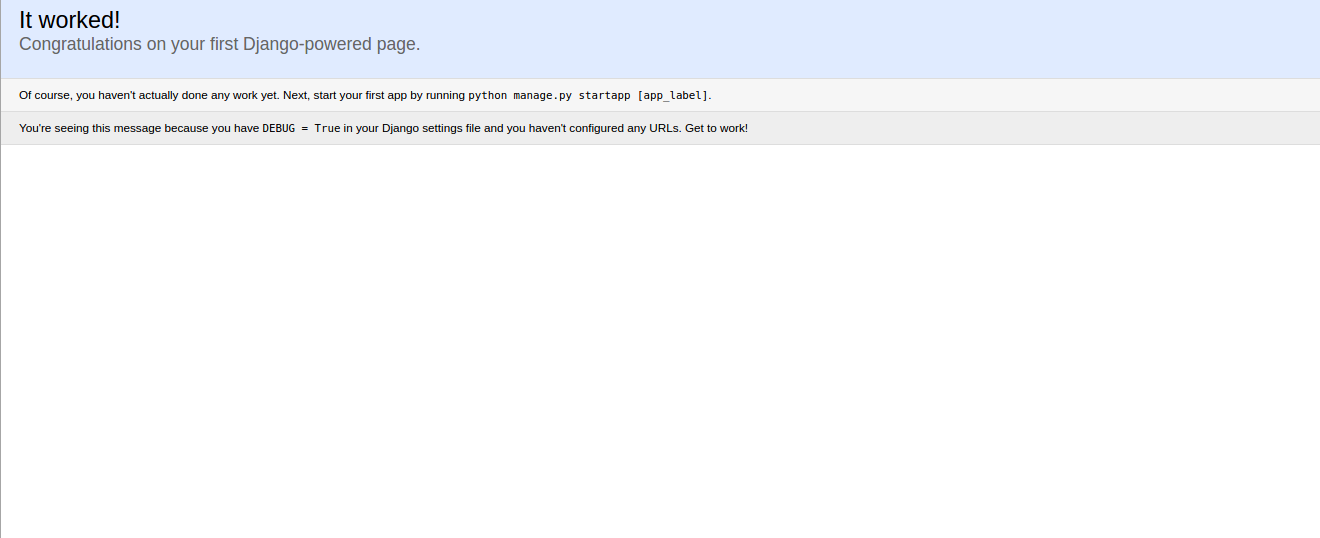 It worked!
Congratulations on your first Django-powered page.
Of course, you haven't actually done any work yet. Next, start your first app by running python manage.py startapp [app_label].
You're seeing this message because you have DEBUG = True in your Django settings file and you haven't configured any URLs. Get to work!